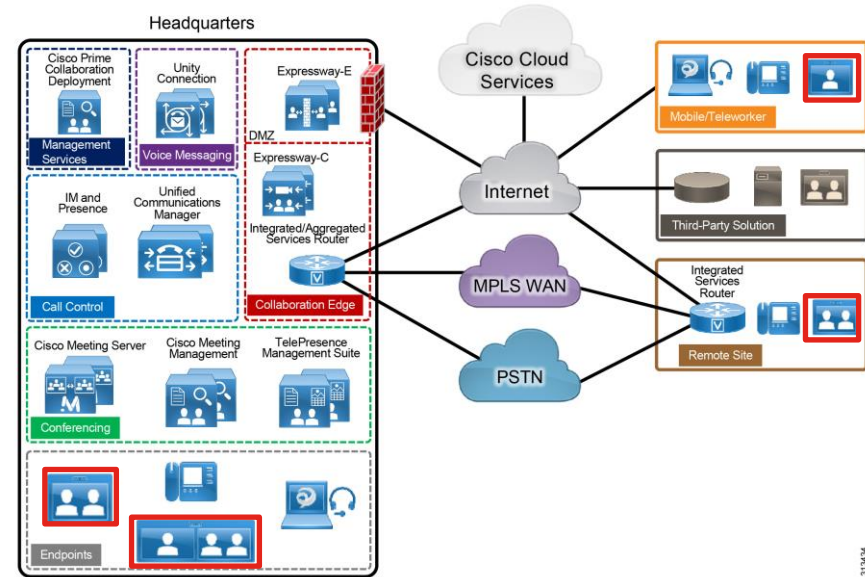 Headquarters
Cisco Prime
Collaboration
Deployment
Management
Services
Unity
Connection
Voice Messaging
Expressway-E
DMZ
Expressway-C
IM and
Presence
Unified
Communications
Manager
Call Control
Integrated/Aggregated
Services Router
V
Collaboration Edge
Cisco Meeting Server
M
Cisco Meeting
Management
TelePresence
Management Suite
Conferencing
Endpoints
Cisco Cloud
Services
Internet
MPLS WAN
PSTN
Mobile/Teleworker
Third-Party Solution
Integrated
Services
Router
V
Remote Site